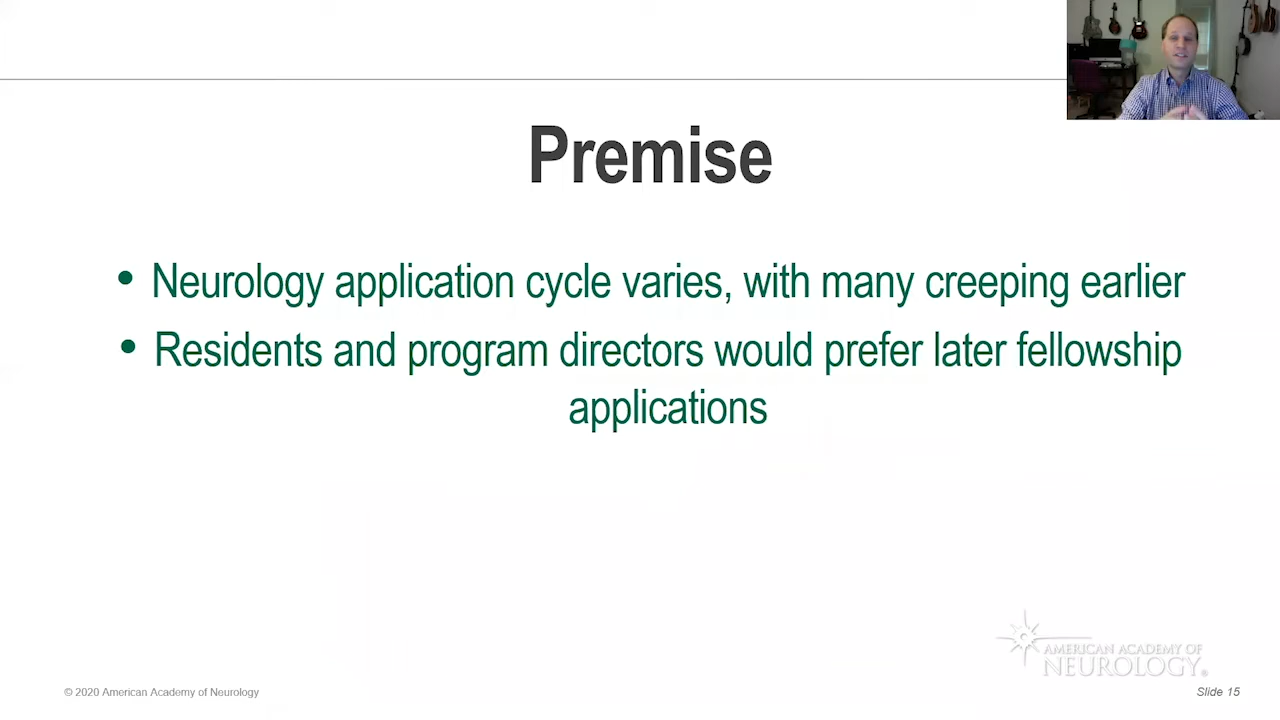 Premise
• Neurology application cycle varies, with many creeping earlier
• Residents and program directors would prefer later fellowship
applications
AMERICAN ACADEMY OF
NEUROLOGY®
© 2020 American Academy of Neurology
Slide 15